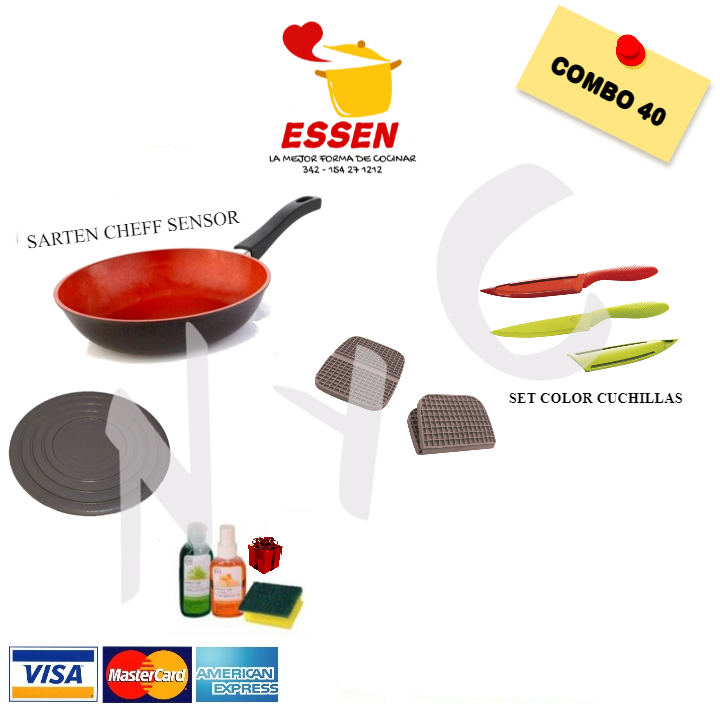 COMBO 40
ESSEN
LA MEJOR FORMA DE COCINAR
342 - 154 27 1212
SARTEN CHEFF SENSOR
SET COLOR CUCHILLAS
N Y C
VISA
MasterCard
AMERICAN
EXPRESS